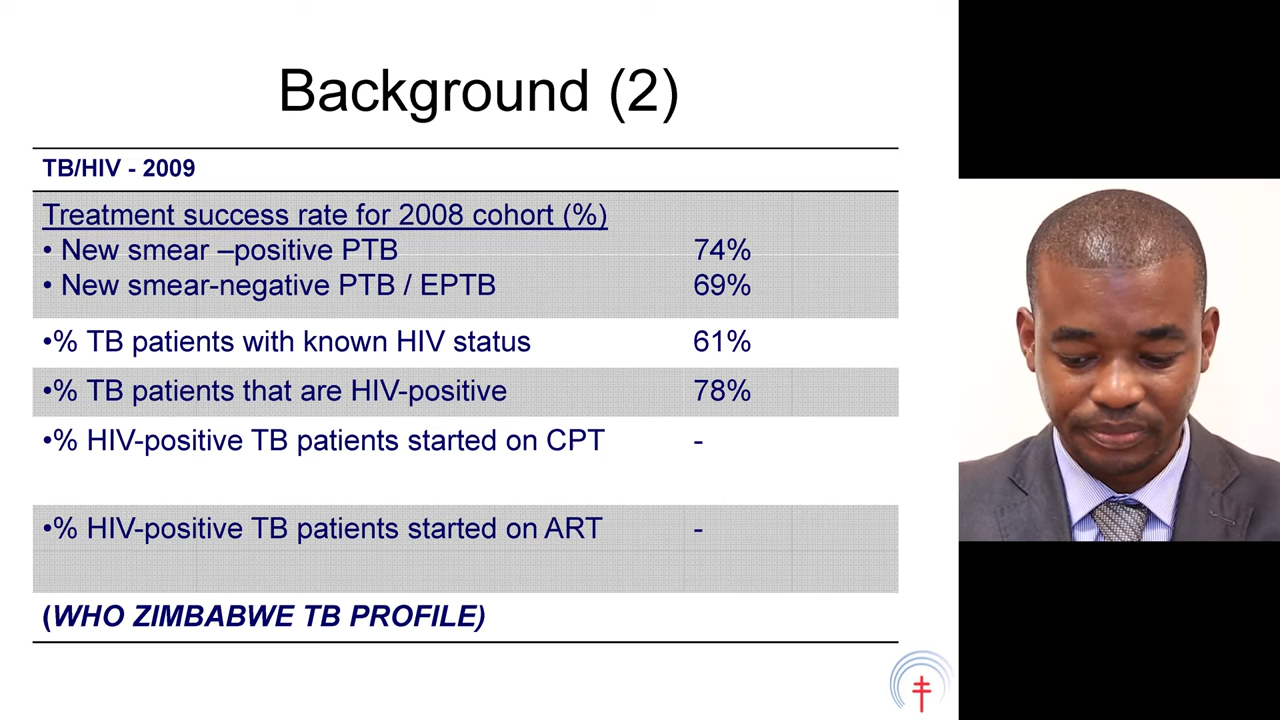 Background (2)
TB/HIV - 2009
Treatment success rate for 2008 cohort (%)
• New smear –positive PTB 74%
• New smear-negative PTB / EPTB 69%
•% TB patients with known HIV status 61%
•% TB patients that are HIV-positive 78%
•% HIV-positive TB patients started on CPT -
•% HIV-positive TB patients started on ART -
(WHO ZIMBABWE TB PROFILE)